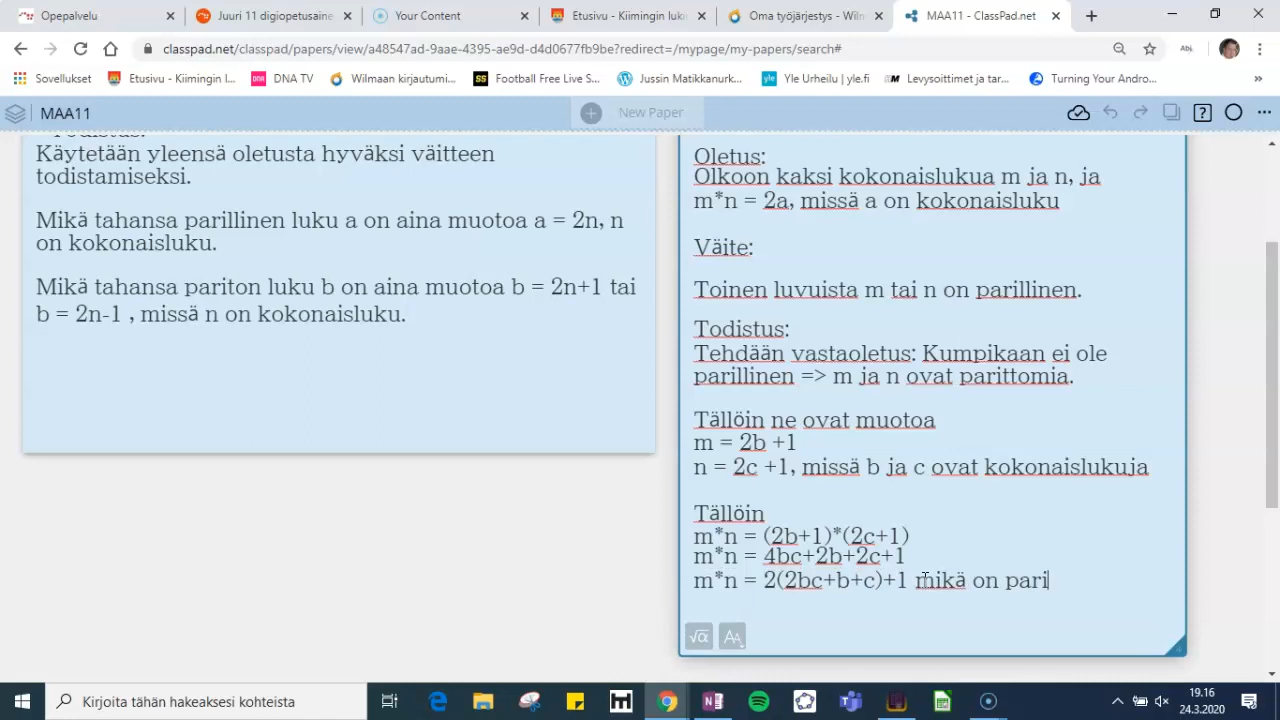 Opepalvelu
Juuri 11 digiopetusaine
Your Content
Etusivu - Kiimingin luk
Oma työjärjestys - Wiln
MAA11 - ClassPad.net
classpad.net/classpad/papers/view/a48547ad-9aae-4395-ae9d-d4d0677fb9be?redirect=/mypage/my-papers/search#
Sovellukset
Etusivu - Kiimingin l...
DNA TV
Wilmaan kirjautumi...
Football Free Live S...
Jussin Matikkanurk...
Yle Urheilu | yle.fi
Levysoittimet ja tar...
Turning Your Andro...
MAA11
New Paper
Todistus:
Käytetään yleensä oletusta hyväksi väitteen
todistamiseksi.
Mikä tahansa parillinen luku a on aina muotoa a = 2n, n
on kokonaisluku.
Mikä tahansa pariton luku b on aina muotoa b = 2n+1 tai
b = 2n-1 , missä n on kokonaisluku.
Oletus:
Olkoon kaksi kokonaislukua m ja n, ja
m*n = 2a, missä a on kokonaisluku
Väite:
Toinen luvuista m tai n on parillinen.
Todistus:
Tehdään vastaoletus: Kumpikaan ei ole
parillinen => m ja n ovat parittomia.
Tällöin ne ovat muotoa
m = 2b +1
n = 2c +1, missä b ja c ovat kokonaislukuja
Tällöin
m*n = (2b+1)*(2c+1)
m*n = 4bc+2b+2c+1
m*n = 2(2bc+b+c)+1 mikä on pari
√α
AA
Kirjoita tähän hakeaksesi kohteista
19.16
24.3.2020